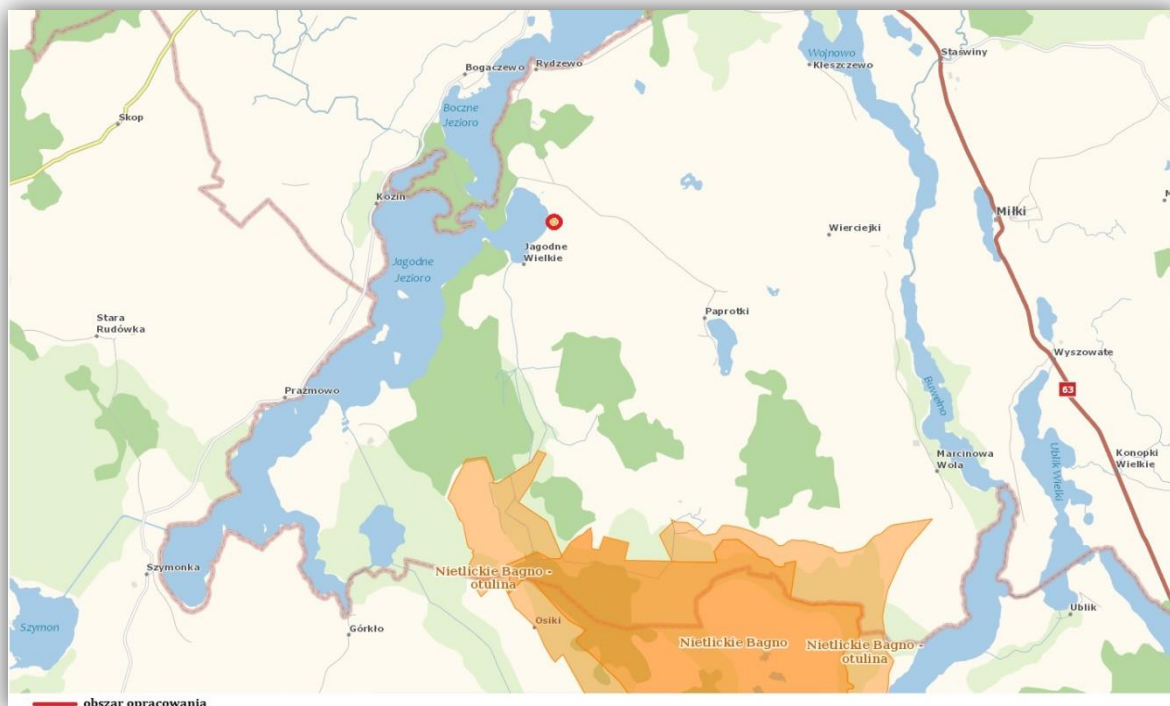 Wojnowo
Kleszczewo
Staświny
Bogaczewo
Rydzewo
Boczne
Jezioro
Skop
Kozin
Miłki
Wierciejki
Jagodne
Wielkie
Jagodne
Jezioro
Paprotki
Stara
Rudówka
Wyszowate
Prażmowo
63
Buwełno
Marcinowa
Wola
Ublik Wielki
Konopki
Wielkie
Szymonka
Nietlickie Bagno -
otulina
Szymon
Górkło
Osiki
Ublik
Nietlickie Bagno
Nietlickie Bagno -
otulina
obszar opracowania